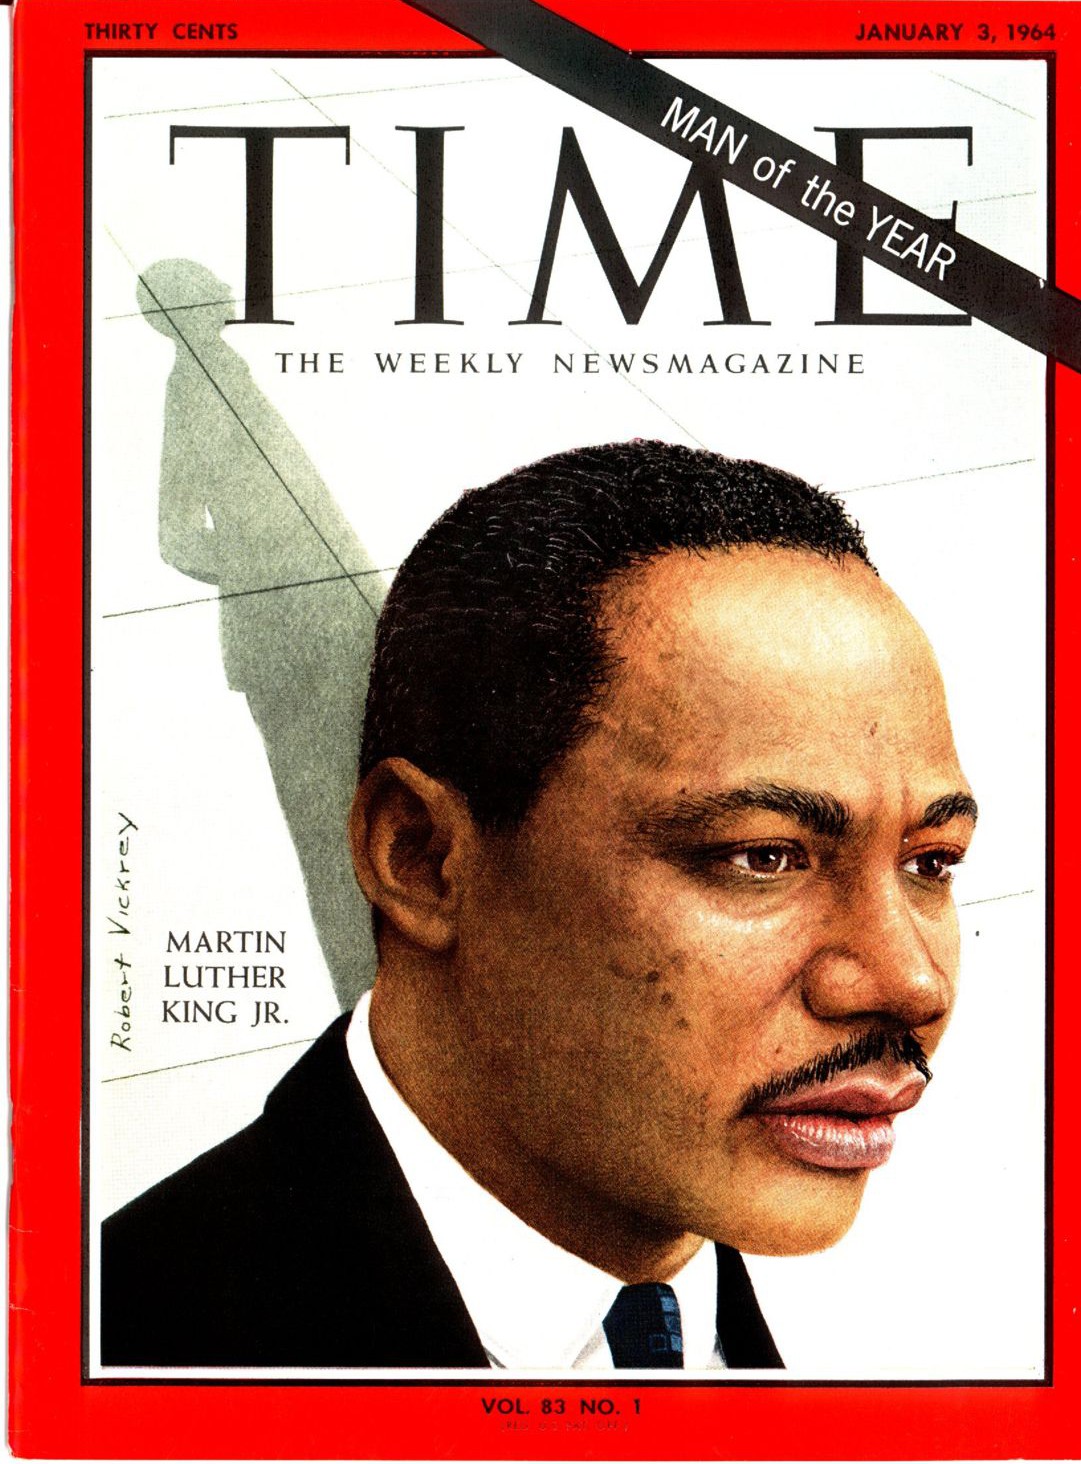 THIRTY CENTS
JANUARY 3, 1964
MAN of the YEAR
TIME
THE WEEKLY NEWSMAGAZINE
Robert Vickrey
MARTIN
LUTHER
KING JR.
VOL. 83 NO. 1